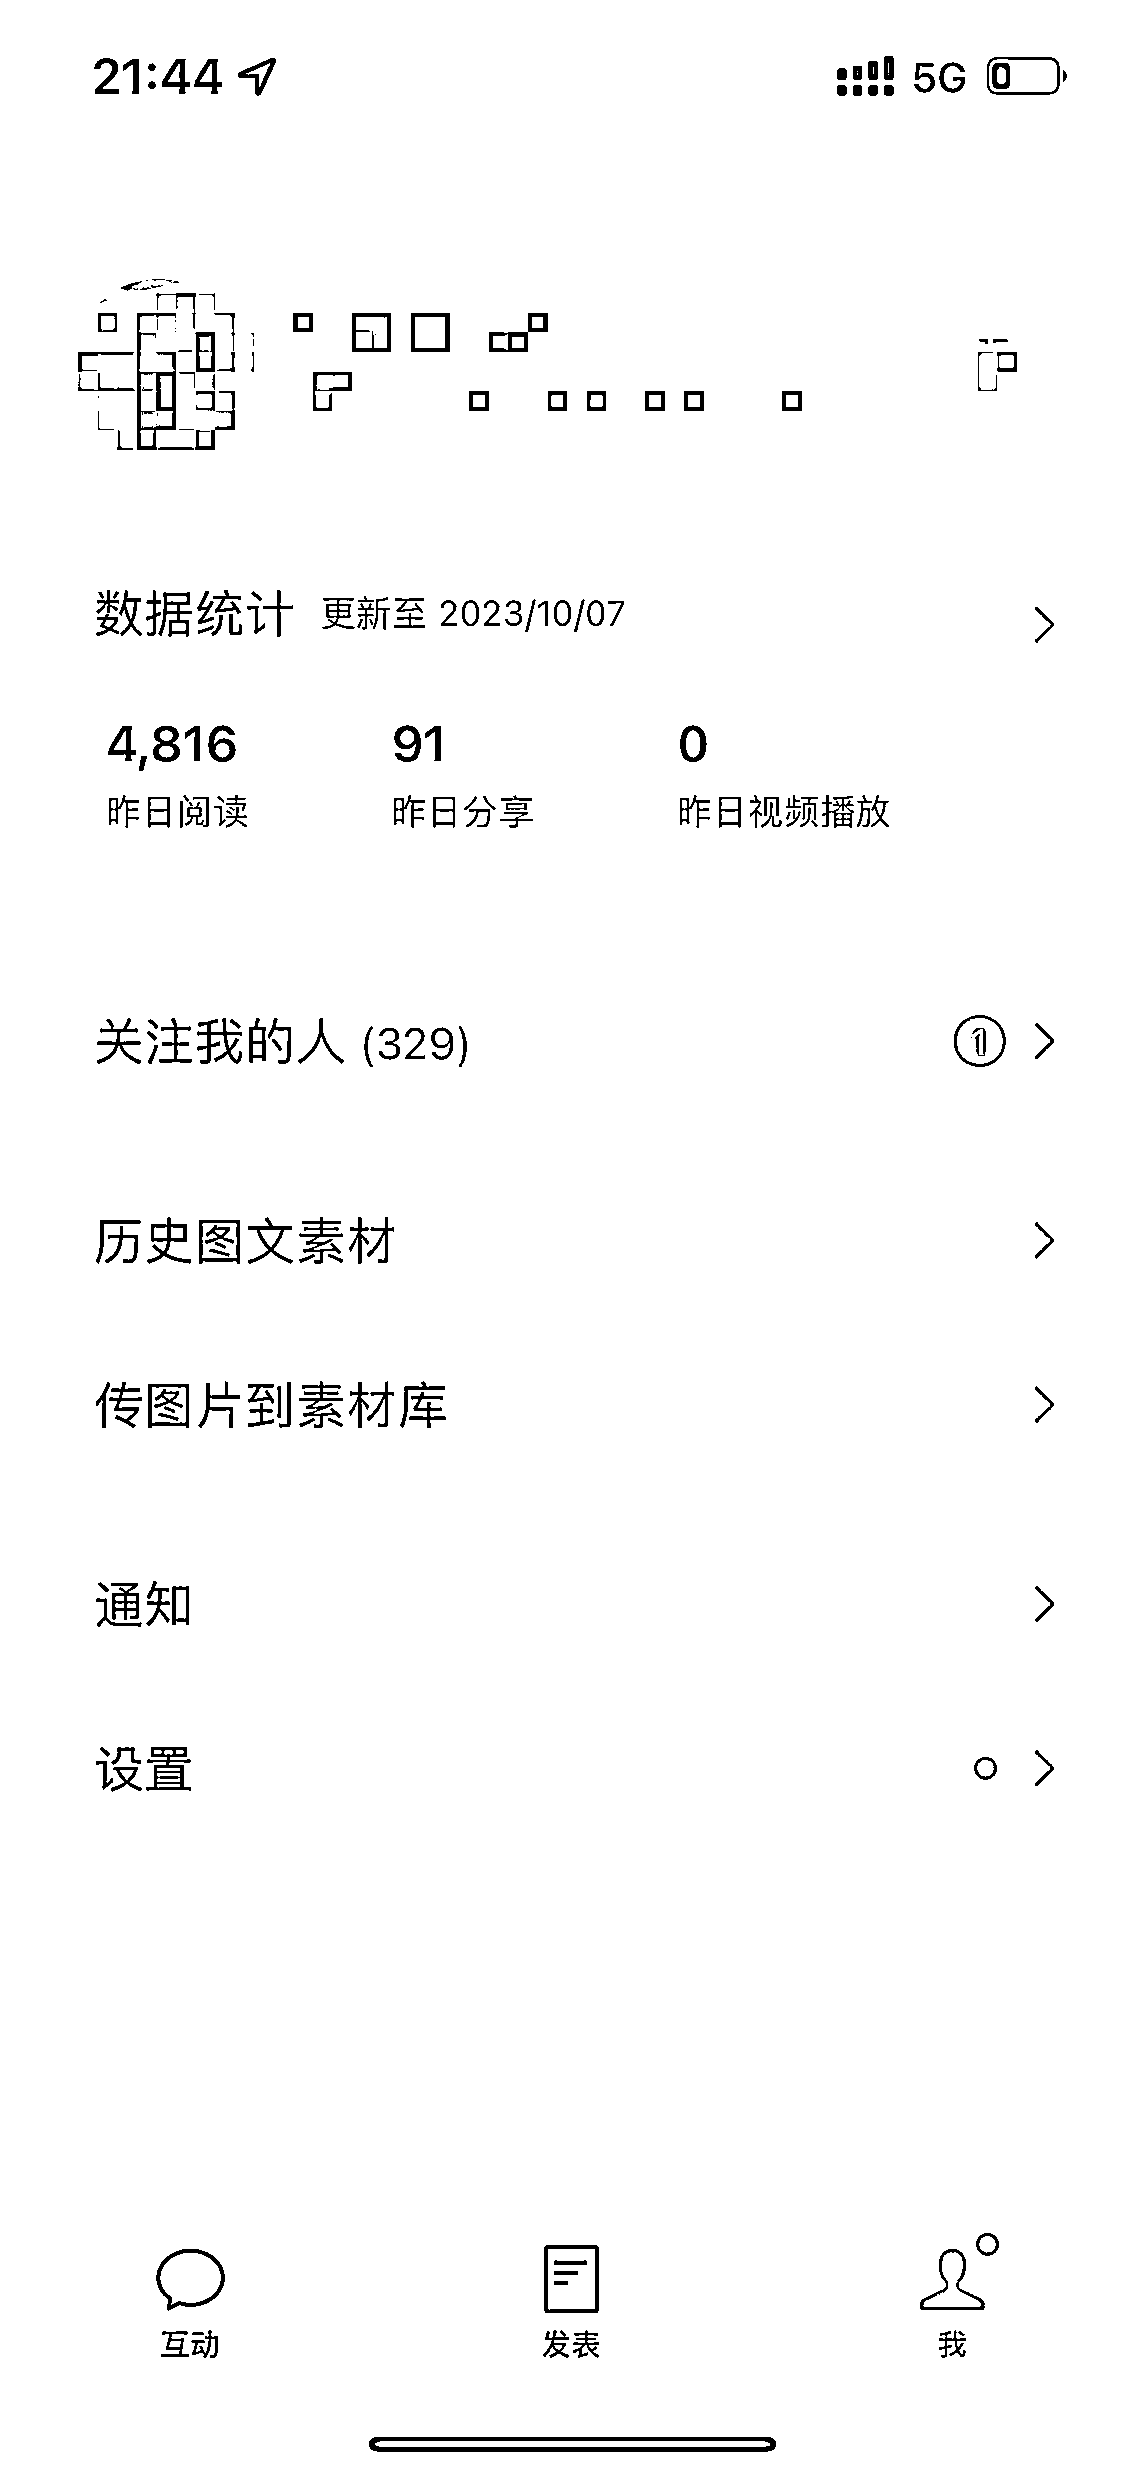 21:44 5G
数据统计 更新至 2023/10/07
4,816 91 0
昨日阅读 昨日分享 昨日视频播放
关注我的人 (329) 1
历史图文素材
传图片到素材库
通知
设置
互动 发表 我